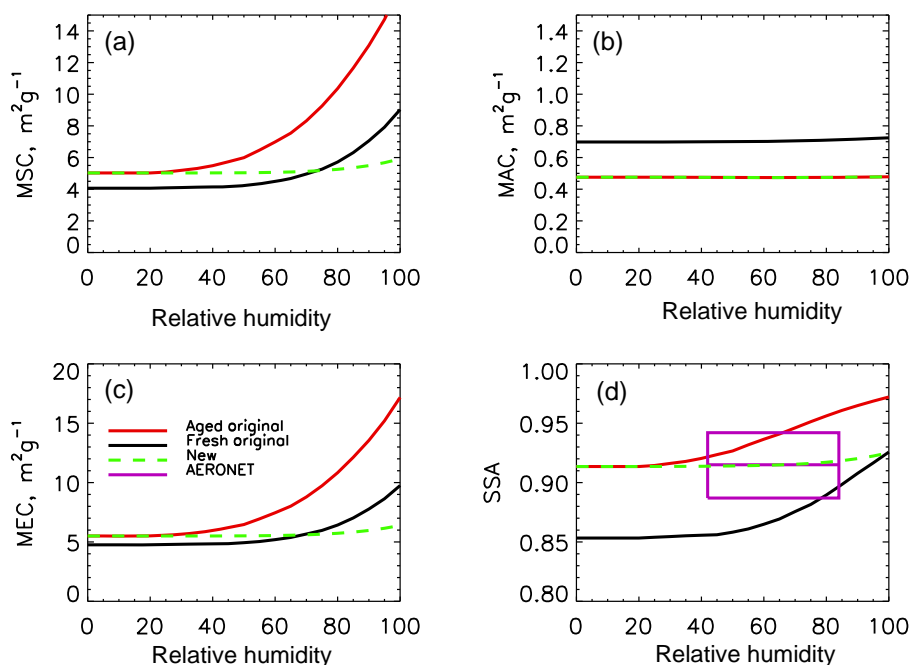 (a)
MSC, m²g⁻¹
14
12
10
8
6
4
2
0
0 20 40 60 80 100
Relative humidity
(b)
MAC, m²g⁻¹
1.4
1.2
1.0
0.8
0.6
0.4
0.2
0.0
0 20 40 60 80 100
Relative humidity
(c)
MEC, m²g⁻¹
20
15
10
5
0
Aged original
Fresh original
New
AERONET
0 20 40 60 80 100
Relative humidity
(d)
SSA
1.00
0.95
0.90
0.85
0.80
0 20 40 60 80 100
Relative humidity